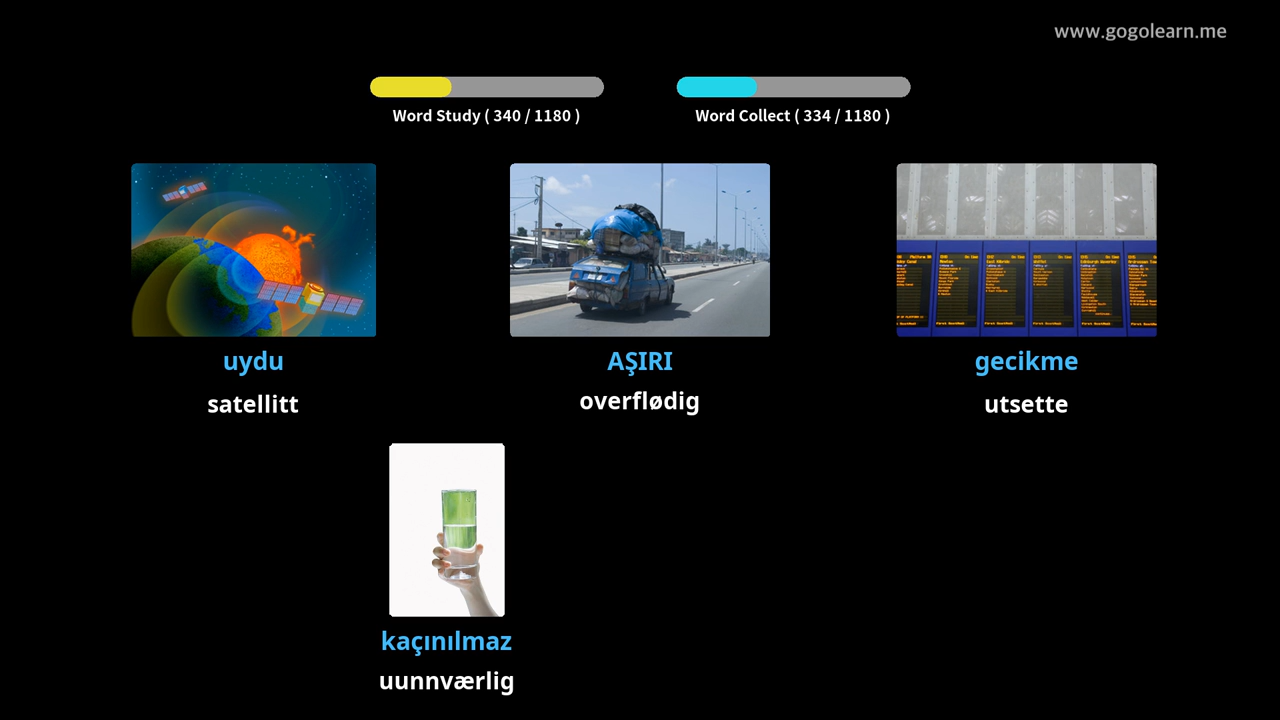 www.gogolearn.me
Word Study ( 340 / 1180 )
Word Collect ( 334 / 1180 )
uydu
satellitt
AŞIRI
overflødig
gecikme
utsette
kaçınılmaz
uunnværlig